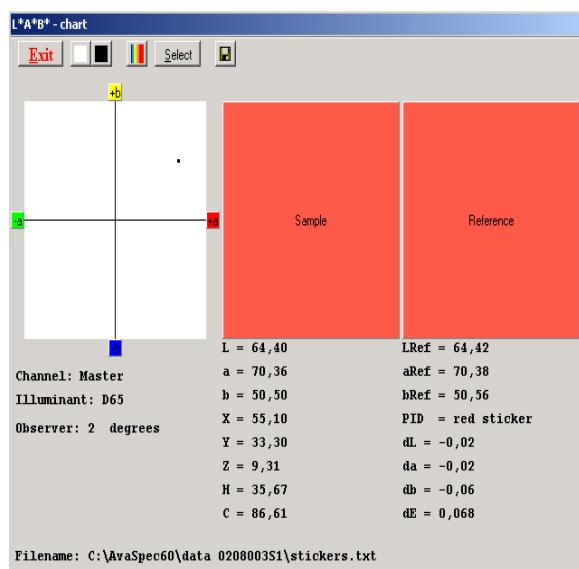 L*A*B* - chart
Exit
Select
+b
-a
+a
-b
Sample
Reference
L = 64,40
a = 70,36
b = 50,50
X = 55,10
Y = 33,30
Z = 9,31
H = 35,67
C = 86,61
LRef = 64,42
aRef = 70,38
bRef = 50,56
PID = red sticker
dL = -0,02
da = -0,02
db = -0,06
dE = 0,068
Channel: Master
Illuminant: D65
Observer: 2 degrees
Filename: C:\AvaSpec60\data 0208003S1\stickers.txt